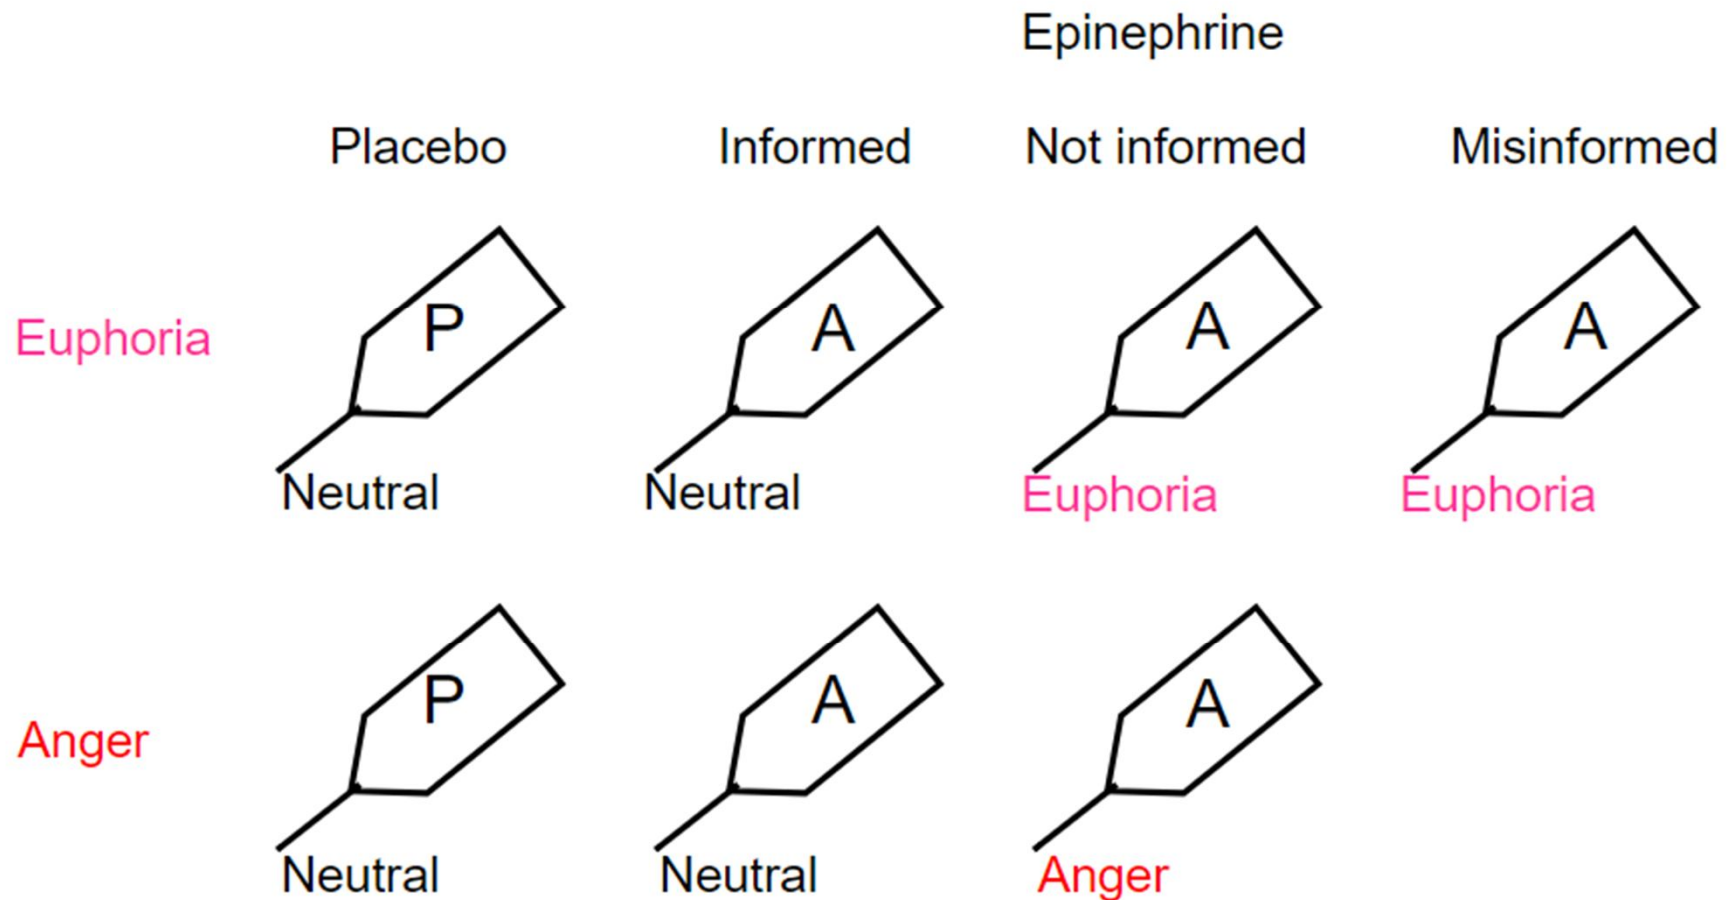 Epinephrine
Placebo Informed Not informed Misinformed
Euphoria P A A A
Neutral Neutral Euphoria Euphoria
Anger P A A
Neutral Neutral Anger